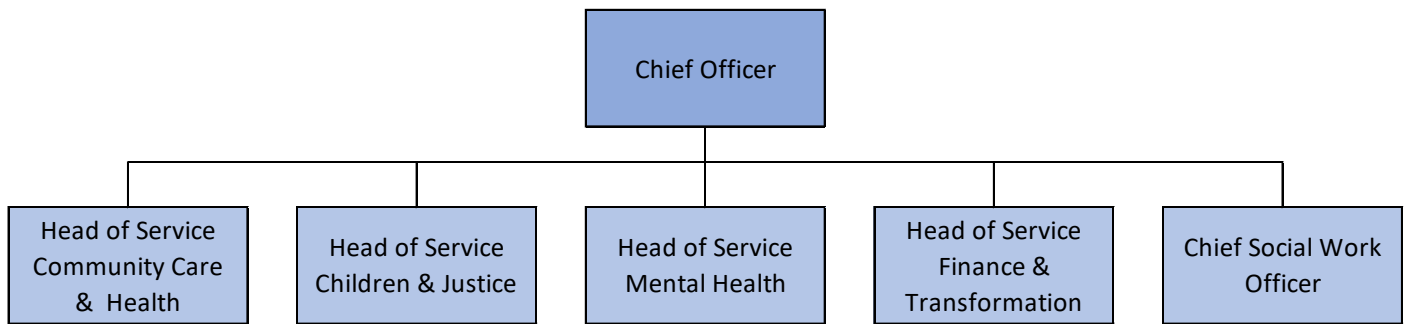 Chief Officer
Head of Service
Community Care
& Health
Head of Service
Children & Justice
Head of Service
Mental Health
Head of Service
Finance &
Transformation
Chief Social Work
Officer